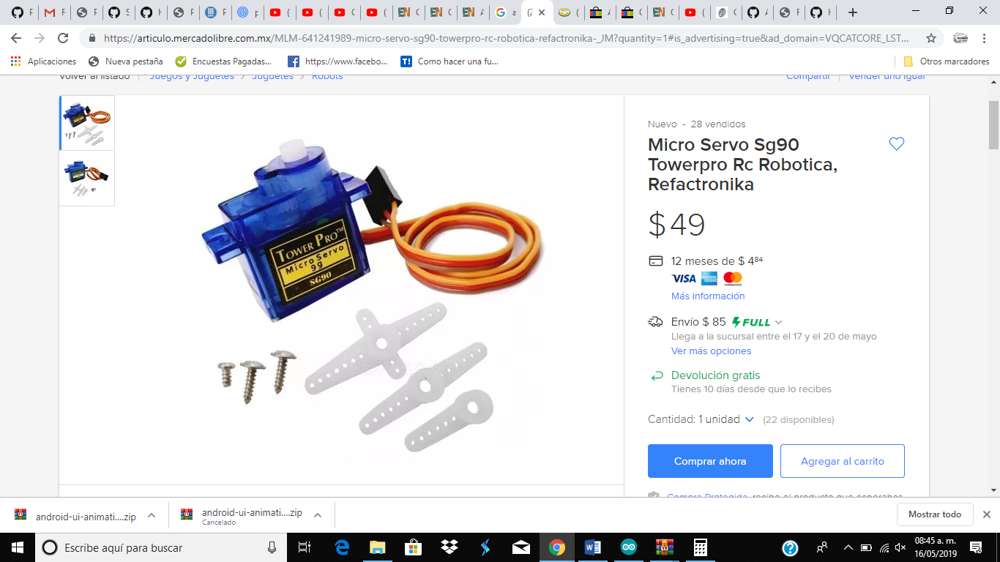 https://articulo.mercadolibre.com.mx/MLM-641241989-micro-servo-sg90-towerpro-rc-robotica-refactronika-_JM?quantity=1#is_advertising=true&ad_domain=VQCATCORE_LST...
Aplicaciones
Nueva pestaña
Encuestas Pagadas...
https://www.facebo...
Como hacer una fu...
Otros marcadores
Volver al listado
Juegos y Juguetes
Juguetes
Robots
Compartir
Vender uno igual
TOWER PRO™
Micro Servo
9g
SG90
Nuevo - 28 vendidos
Micro Servo Sg90
Towerpro Rc Robotica,
Refactronika
$ 49
12 meses de $ 4⁸⁴
VISA
mastercard
Más información
Envío $ 85 FULL
Llega a la sucursal entre el 17 y el 20 de mayo
Ver más opciones
Devolución gratis
Tienes 10 días desde que lo recibes
Cantidad: 1 unidad (22 disponibles)
Comprar ahora
Agregar al carrito
Compra Protegida, recibe el producto que esperabas
android-ui-animati....zip
android-ui-animati....zip
Cancelado
Mostrar todo
Escribe aquí para buscar
08:45 a. m.
16/05/2019